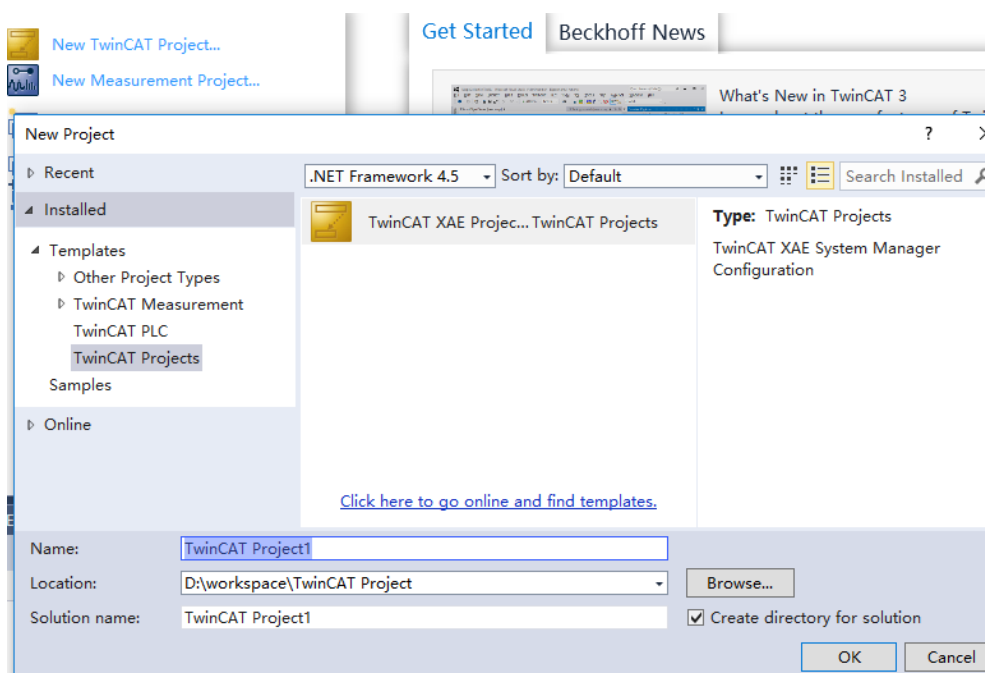 New TwinCAT Project...
New Measurement Project...
Get Started
Beckhoff News
What's New in TwinCAT 3
New Project
?
Recent
.NET Framework 4.5
Sort by:
Default
Search Installed
Installed
Templates
Other Project Types
TwinCAT Measurement
TwinCAT PLC
TwinCAT Projects
Samples
Online
TwinCAT XAE Projec... TwinCAT Projects
Type: TwinCAT Projects
TwinCAT XAE System Manager
Configuration
Click here to go online and find templates.
Name:
TwinCAT Project1
Location:
D:\workspace\TwinCAT Project
Browse...
Solution name:
TwinCAT Project1
Create directory for solution
OK
Cancel